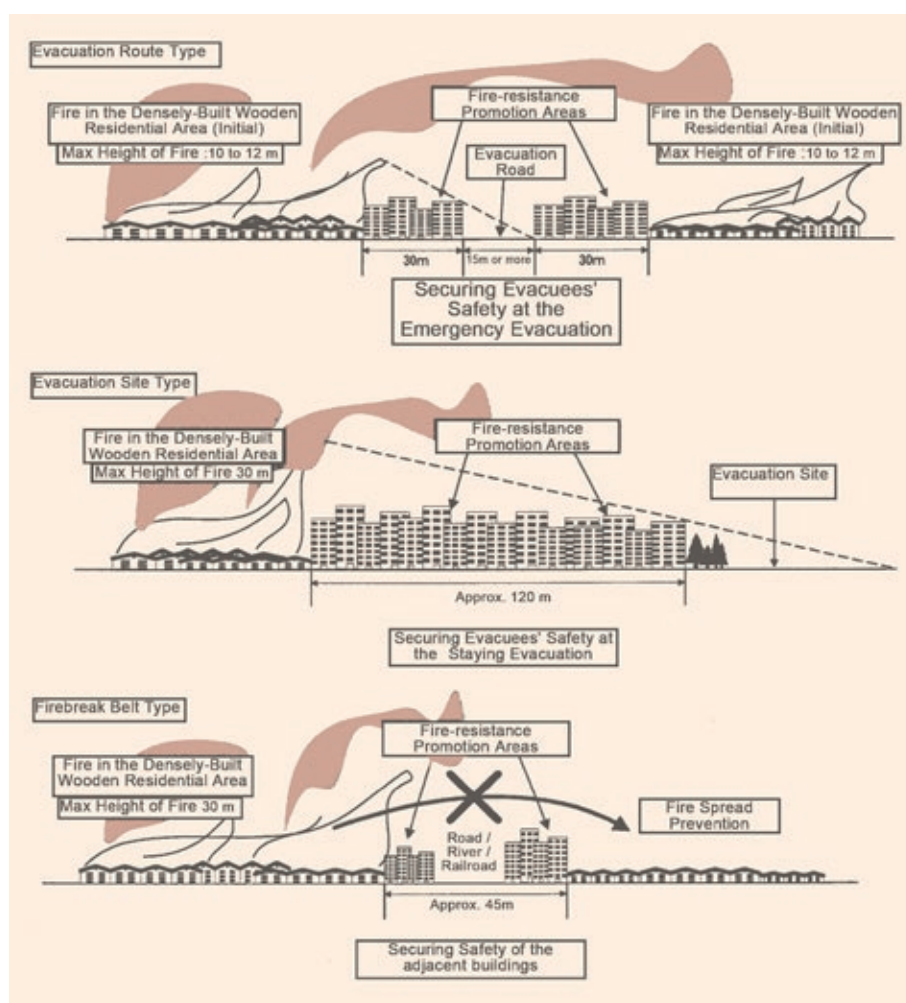 Evacuation Route Type
Fire in the Densely-Built Wooden
Residential Area (Initial)
Max Height of Fire :10 to 12 m
Fire-resistance
Promotion Areas
Fire in the Densely-Built Wooden
Residential Area (Initial)
Max Height of Fire :10 to 12 m
Evacuation
Road
30m
15m or more
30m
Securing Evacuees'
Safety at the
Emergency Evacuation
Evacuation Site Type
Fire in the Densely-Built
Wooden Residential Area
Max Height of Fire 30 m
Fire-resistance
Promotion Areas
Evacuation Site
Approx. 120 m
Securing Evacuees' Safety at
the Staying Evacuation
Firebreak Belt Type
Fire in the Densely-Built
Wooden Residential Area
Max Height of Fire 30 m
Fire-resistance
Promotion Areas
Road /
River /
Railroad
Fire Spread
Prevention
Approx. 45m
Securing Safety of the
adjacent buildings